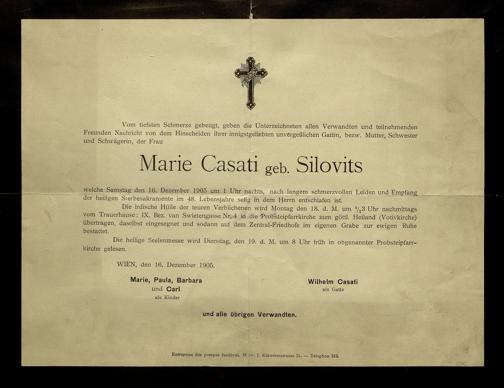 Vom tiefsten Schmerze gebeugt, geben die Unterzeichneten allen Verwandten und teilnehmenden
Freunden Nachricht von dem Hinscheiden ihrer innigstgeliebten unvergeßlichen Gattin, bezw. Mutter, Schwester
und Schwägerin, der Frau
Marie Casati geb. Silovits
welche Samstag den 16. Dezember 1905 um 1 Uhr nachts, nach langem schmerzvollen Leiden und Empfang
der heiligen Sterbesakramente im 48. Lebensjahre selig in dem Herrn entschlafen ist.
Die irdische Hülle der teuren Verblichenen wird Montag den 18. d. M. um ½3 Uhr nachmittags
vom Trauerhause: IX. Bez. van Swietengasse Nr. 4 in die Probsteipfarrkirche zum göttl. Heiland (Votivkirche)
übertragen, daselbst eingesegnet und sodann auf dem Zentral-Friedhofe im eigenen Grabe zur ewigen Ruhe
bestattet.
Die heilige Seelenmesse wird Dienstag, den 19. d. M. um 8 Uhr früh in obgenannter Probsteipfarr-
kirche gelesen.
WIEN, den 16. Dezember 1905.
Marie, Paula, Barbara
und Carl
als Kinder
Wilhelm Casati
als Gatte
und alle übrigen Verwandten.
Entreprise des pompes funèbres, Wien, I.